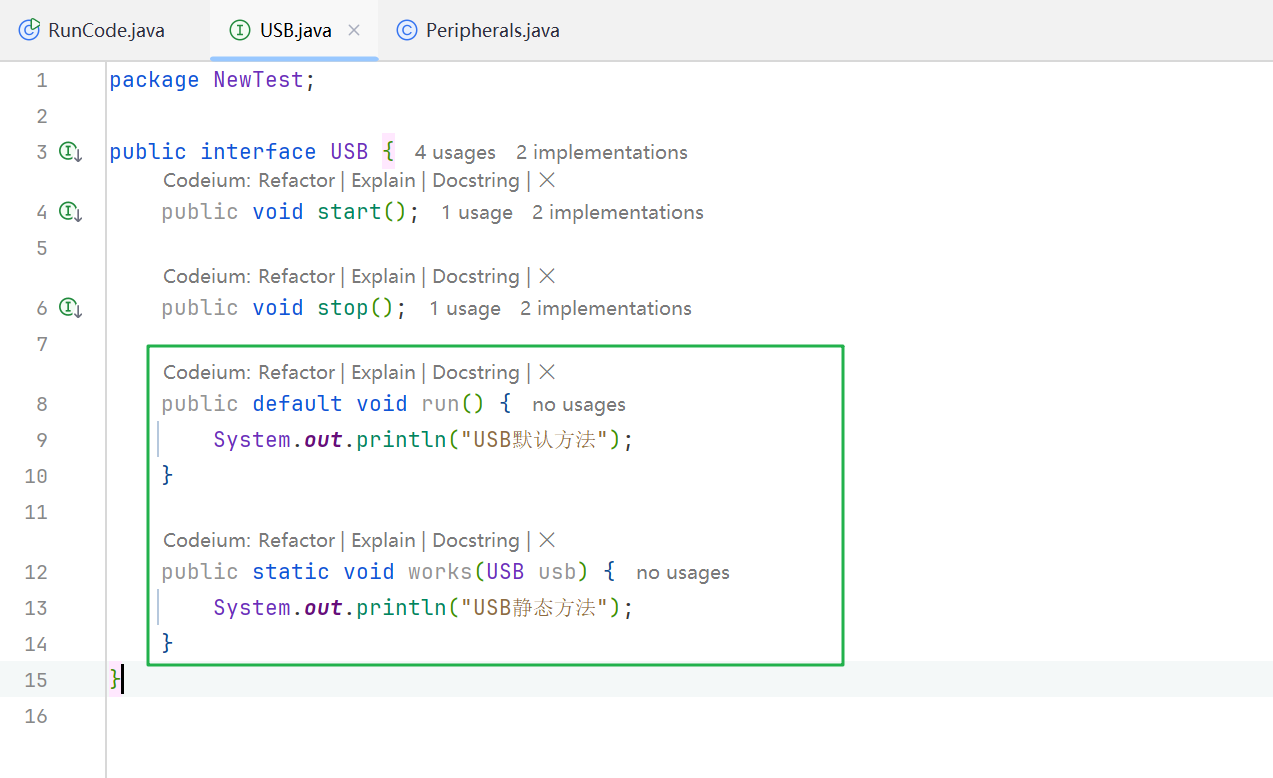 RunCode.java USB.java Peripherals.java
1 package NewTest;
2
3 public interface USB { 4 usages 2 implementations
Codeium: Refactor | Explain | Docstring | ×
4 public void start(); 1 usage 2 implementations
5
Codeium: Refactor | Explain | Docstring | ×
6 public void stop(); 1 usage 2 implementations
7
Codeium: Refactor | Explain | Docstring | ×
8 public default void run() { no usages
9 System.out.println("USB默认方法");
10 }
11
Codeium: Refactor | Explain | Docstring | ×
12 public static void works(USB usb) { no usages
13 System.out.println("USB静态方法");
14 }
15 }
16